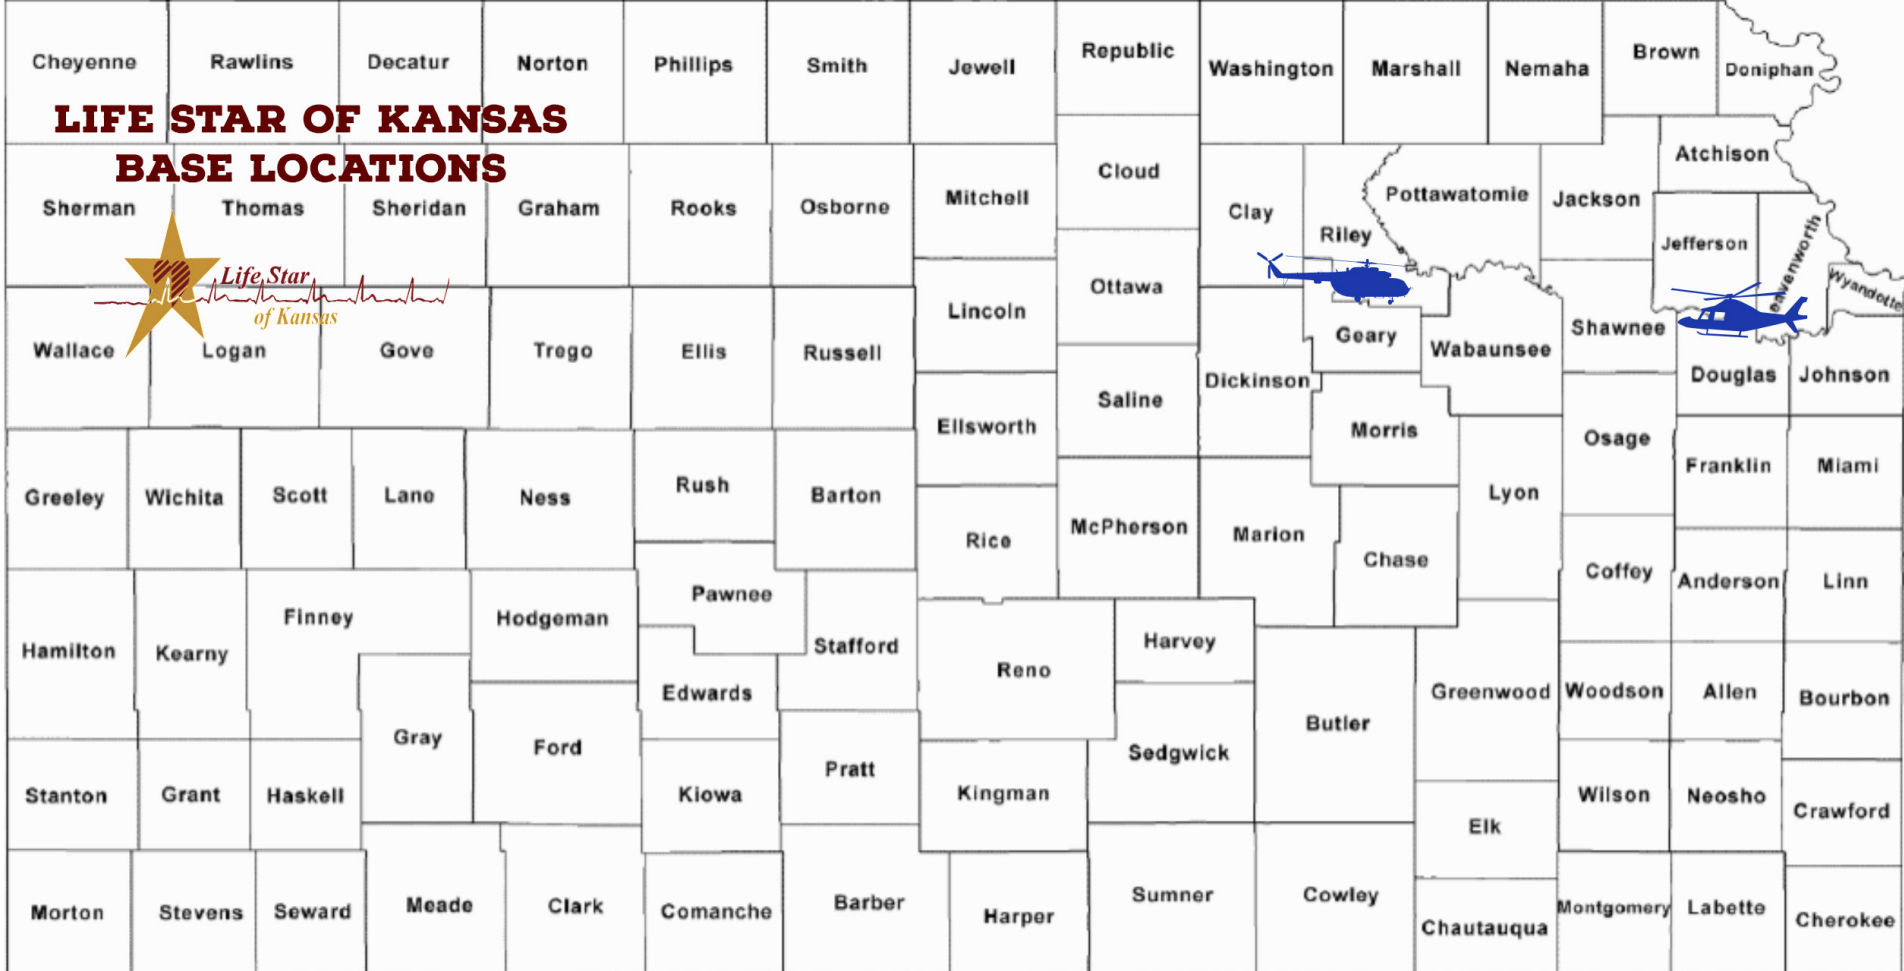 Cheyenne
Rawlins
Decatur
Norton
Phillips
Smith
Jewell
Republic
Washington
Marshall
Nemaha
Brown
Doniphan
LIFE STAR OF KANSAS
BASE LOCATIONS
Sherman
Thomas
Sheridan
Graham
Rooks
Osborne
Mitchell
Cloud
Clay
Riley
Pottawatomie
Jackson
Atchison
Jefferson
eavenworth
Wyandotte
Life Star
of Kansas
Wallace
Logan
Gove
Trego
Ellis
Russell
Lincoln
Ottawa
Geary
Wabaunsee
Shawnee
Douglas
Johnson
Dickinson
Saline
Ellsworth
Morris
Osage
Franklin
Miami
Greeley
Wichita
Scott
Lane
Ness
Rush
Barton
Rice
McPherson
Marion
Chase
Lyon
Coffey
Anderson
Linn
Hamilton
Kearny
Finney
Hodgeman
Pawnee
Stafford
Edwards
Reno
Harvey
Butler
Greenwood
Woodson
Allen
Bourbon
Gray
Ford
Stanton
Grant
Haskell
Kiowa
Pratt
Kingman
Sedgwick
Elk
Wilson
Neosho
Crawford
Morton
Stevens
Seward
Meade
Clark
Comanche
Barber
Harper
Sumner
Cowley
Chautauqua
Montgomery
Labette
Cherokee